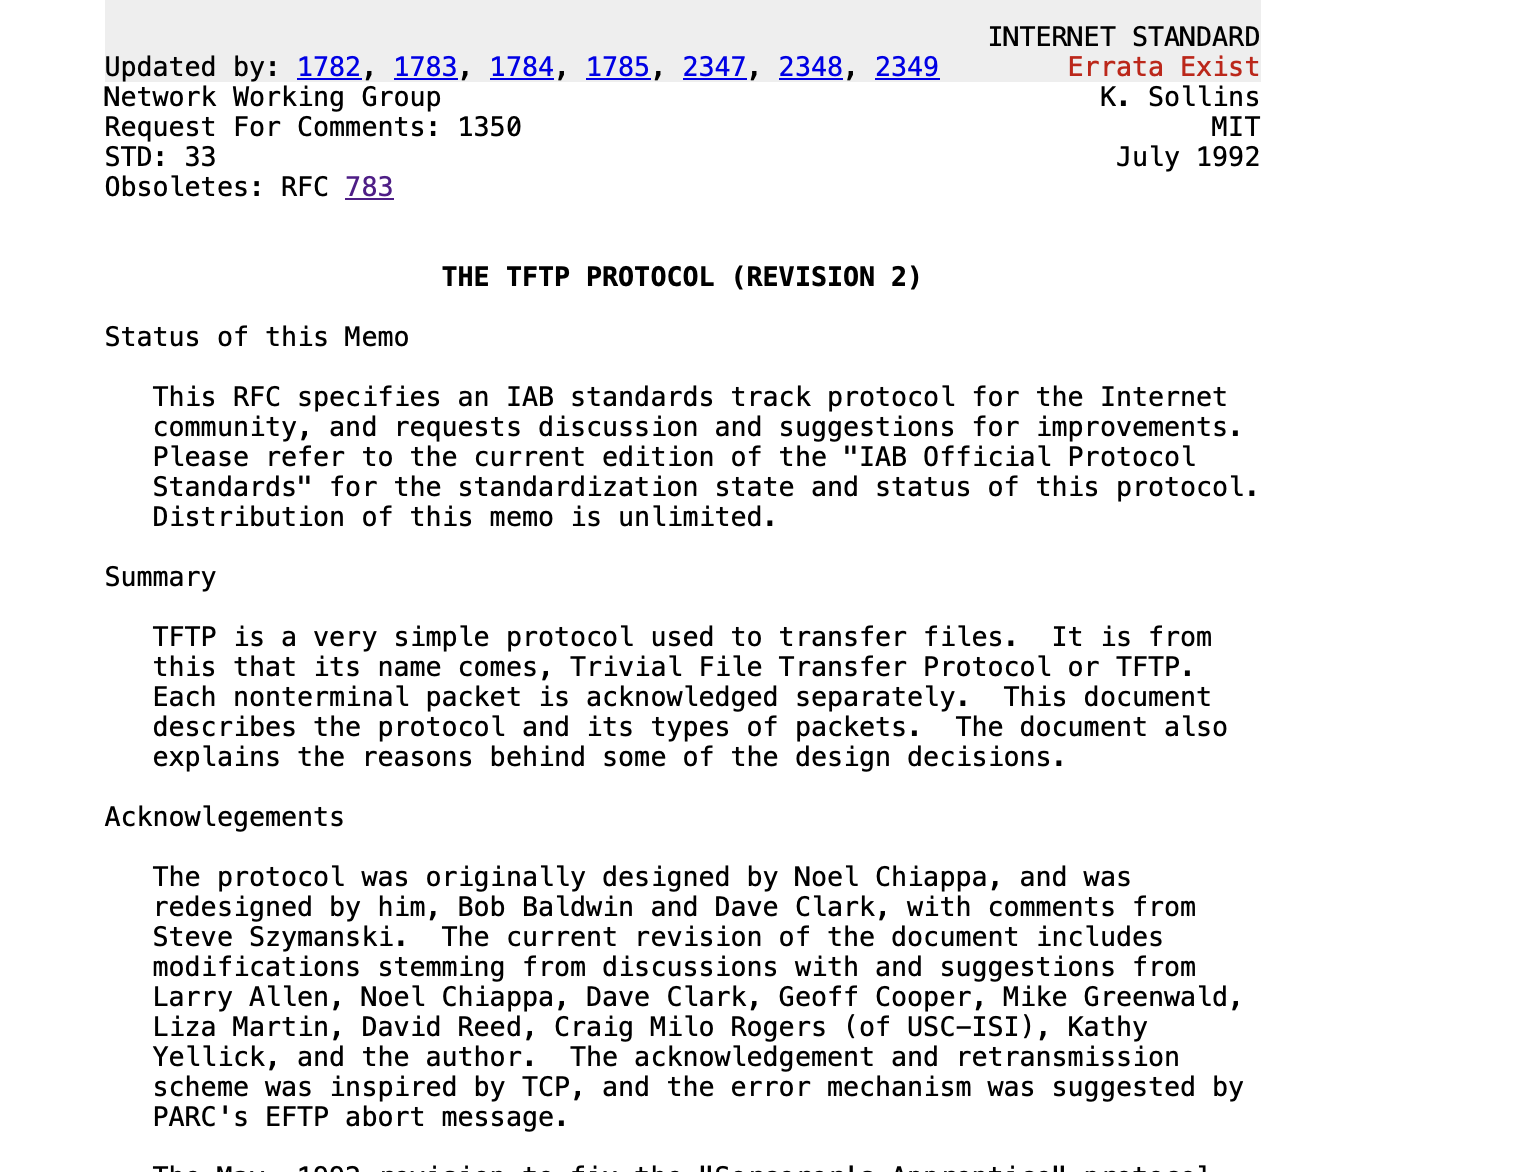 INTERNET STANDARD
Updated by: 1782, 1783, 1784, 1785, 2347, 2348, 2349 Errata Exist
Network Working Group K. Sollins
Request For Comments: 1350 MIT
STD: 33 July 1992
Obsoletes: RFC 783
THE TFTP PROTOCOL (REVISION 2)
Status of this Memo
This RFC specifies an IAB standards track protocol for the Internet
community, and requests discussion and suggestions for improvements.
Please refer to the current edition of the "IAB Official Protocol
Standards" for the standardization state and status of this protocol.
Distribution of this memo is unlimited.
Summary
TFTP is a very simple protocol used to transfer files.  It is from
this that its name comes, Trivial File Transfer Protocol or TFTP.
Each nonterminal packet is acknowledged separately.  This document
describes the protocol and its types of packets.  The document also
explains the reasons behind some of the design decisions.
Acknowlegements
The protocol was originally designed by Noel Chiappa, and was
redesigned by him, Bob Baldwin and Dave Clark, with comments from
Steve Szymanski.  The current revision of the document includes
modifications stemming from discussions with and suggestions from
Larry Allen, Noel Chiappa, Dave Clark, Geoff Cooper, Mike Greenwald,
Liza Martin, David Reed, Craig Milo Rogers (of USC-ISI), Kathy
Yellick, and the author.  The acknowledgement and retransmission
scheme was inspired by TCP, and the error mechanism was suggested by
PARC's EFTP abort message.
The May, 1992 revision to fix the "Sorcerer's Apprentice" protocol